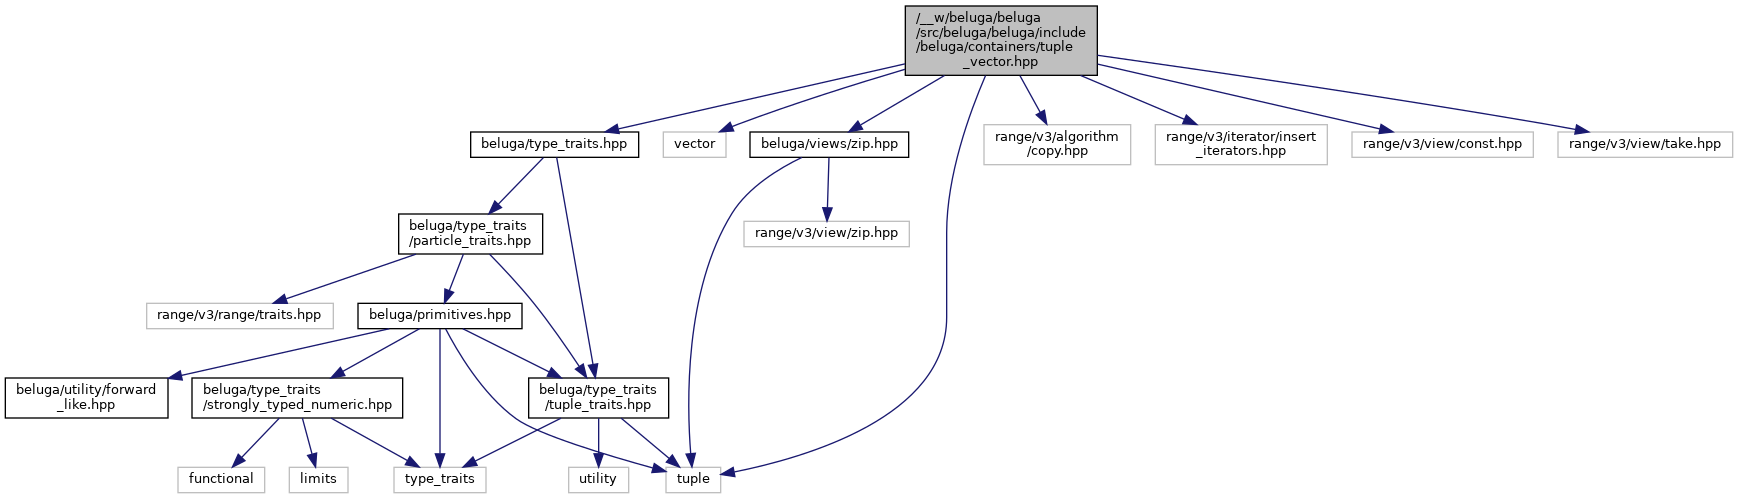 /__w/beluga/beluga
/src/beluga/beluga/include
/beluga/containers/tuple
_vector.hpp
beluga/type_traits.hpp
vector
beluga/views/zip.hpp
range/v3/algorithm
/copy.hpp
range/v3/iterator/insert
_iterators.hpp
range/v3/view/const.hpp
range/v3/view/take.hpp
beluga/type_traits
/particle_traits.hpp
range/v3/view/zip.hpp
range/v3/range/traits.hpp
beluga/primitives.hpp
beluga/utility/forward
_like.hpp
beluga/type_traits
/strongly_typed_numeric.hpp
beluga/type_traits
/tuple_traits.hpp
functional
limits
type_traits
utility
tuple